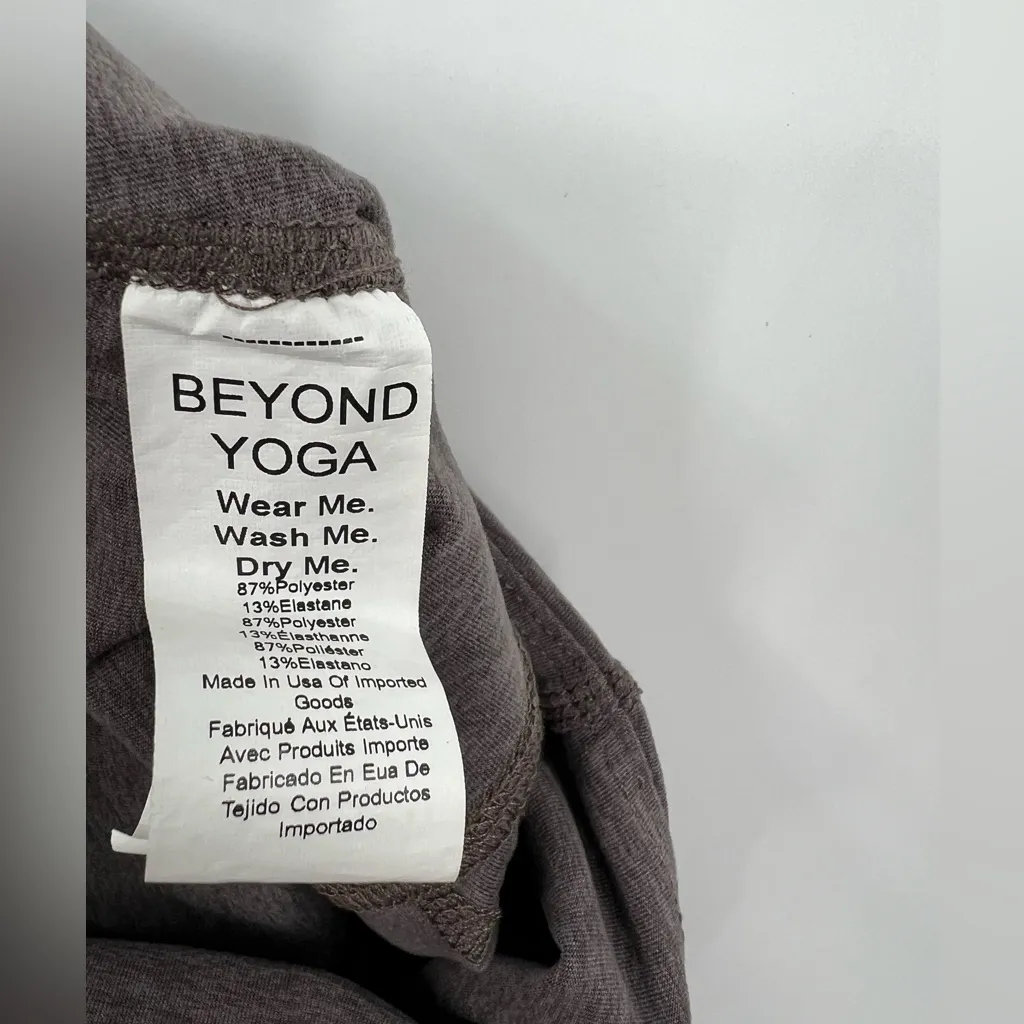 BEYOND
YOGA
Wear Me.
Wash Me.
Dry Me.
87%Polyester
13%Elastane
87%Polyester
13%Élasthanne
87%Poliéster
13%Elastano
Made In Usa Of Imported
Goods
Fabriqué Aux États-Unis
Avec Produits Importe
Fabricado En Eua De
Tejido Con Productos
Importado